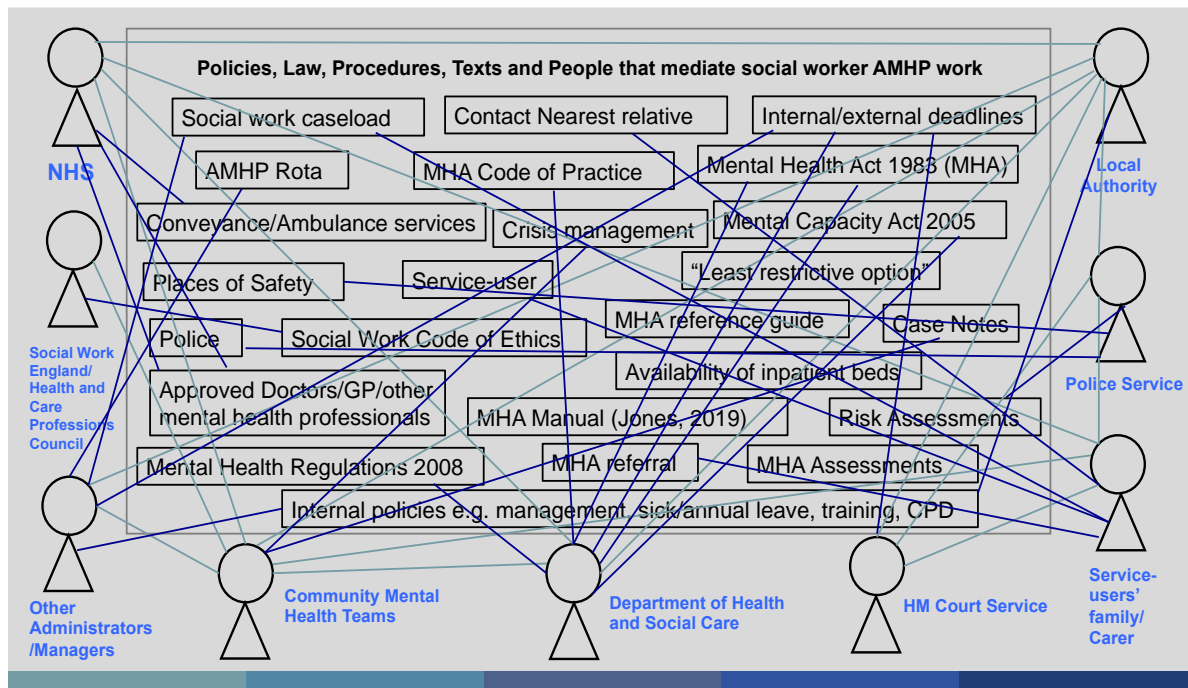 Policies, Law, Procedures, Texts and People that mediate social worker AMHP work
Social work caseload
Contact Nearest relative
Internal/external deadlines
NHS
AMHP Rota
MHA Code of Practice
Mental Health Act 1983 (MHA)
Local
Authority
Conveyance/Ambulance services
Crisis management
Mental Capacity Act 2005
Places of Safety
Service-user
“Least restrictive option”
Police
Social Work Code of Ethics
MHA reference guide
Case Notes
Social Work
England/
Health and
Care
Professions
Council
Availability of inpatient beds
Police Service
Approved Doctors/GP/other
mental health professionals
MHA Manual (Jones, 2019)
Risk Assessments
Mental Health Regulations 2008
MHA referral
MHA Assessments
Internal policies e.g. management, sick/annual leave, training, CPD
Other
Administrators
/Managers
Community Mental
Health Teams
Department of Health
and Social Care
HM Court Service
Service-
users’
family/
Carer